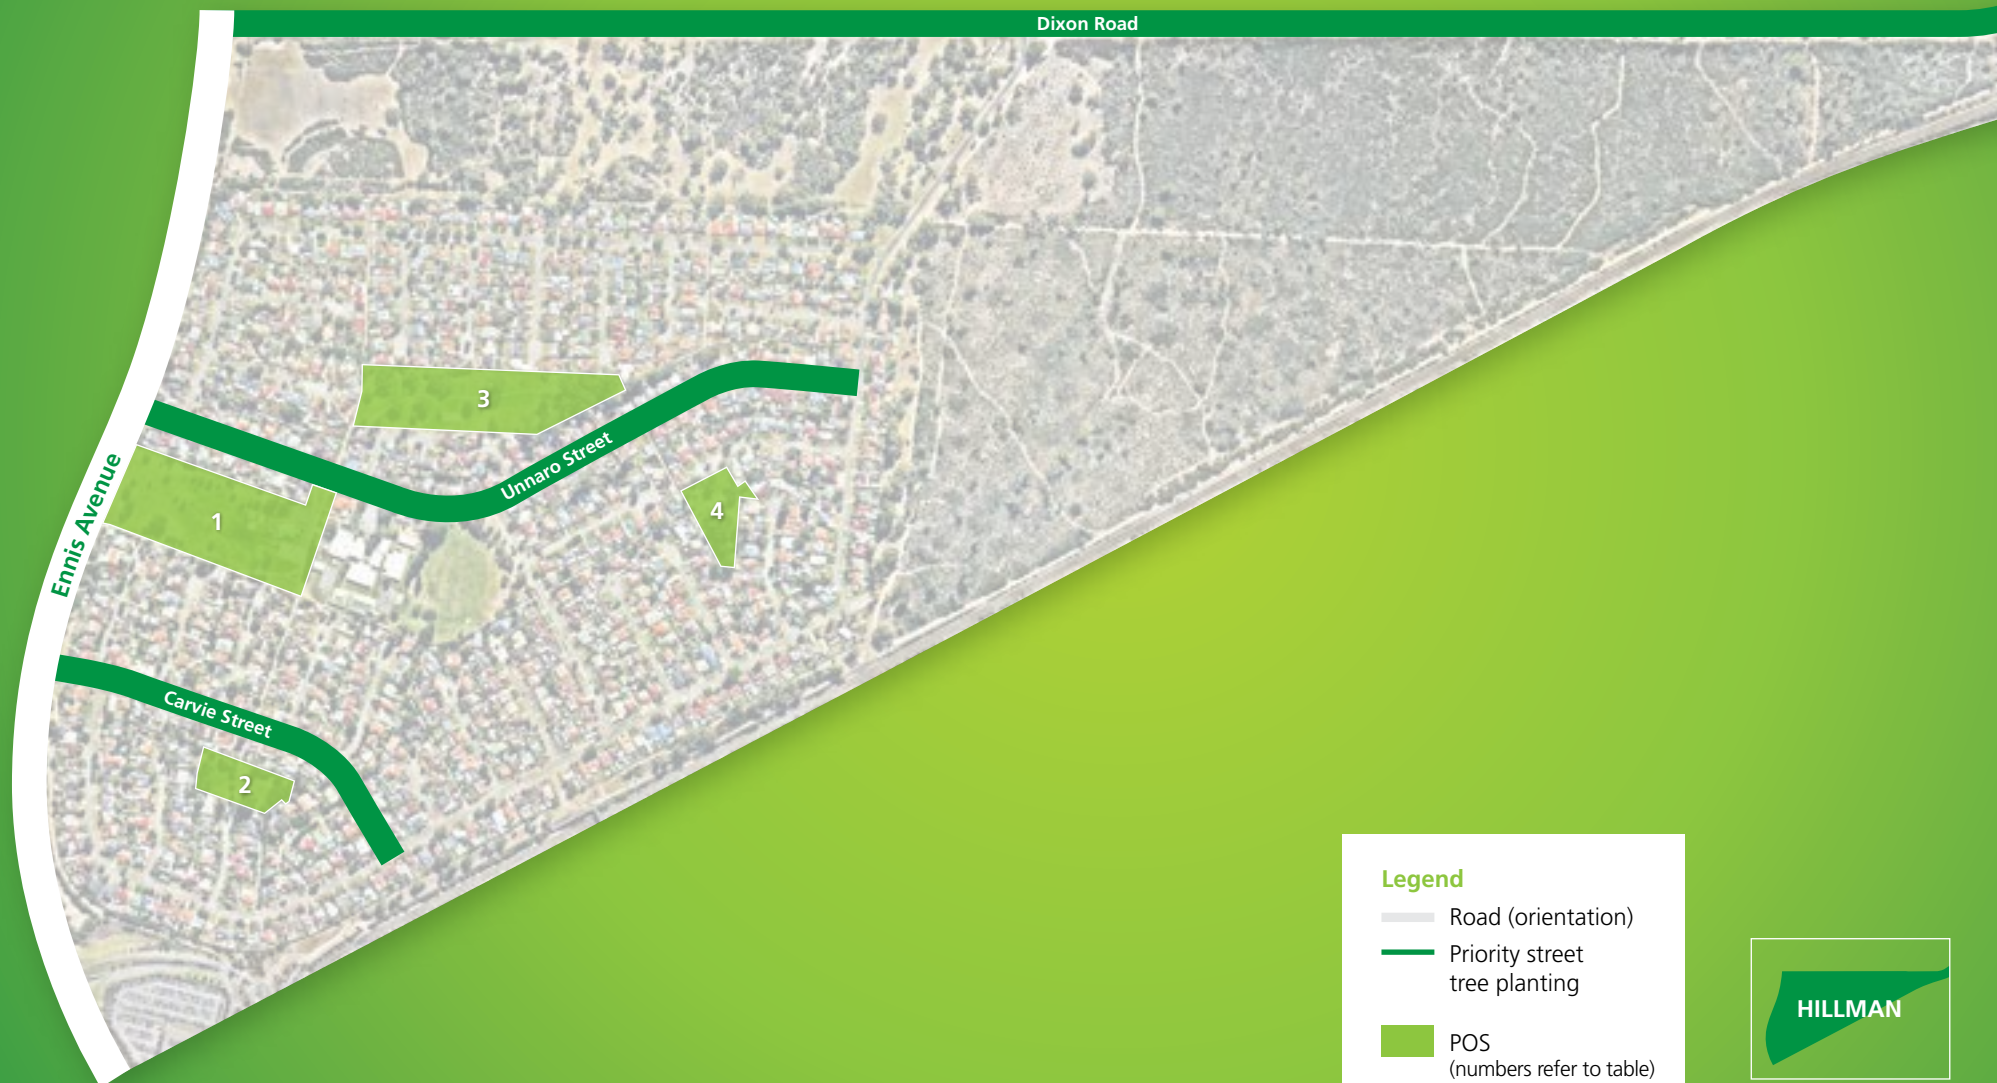 Dixon Road
3
Unnaro Street
4
1
Ennis Avenue
Carvie Street
2
Legend
Road (orientation)
Priority street
tree planting
POS
(numbers refer to table)
HILLMAN